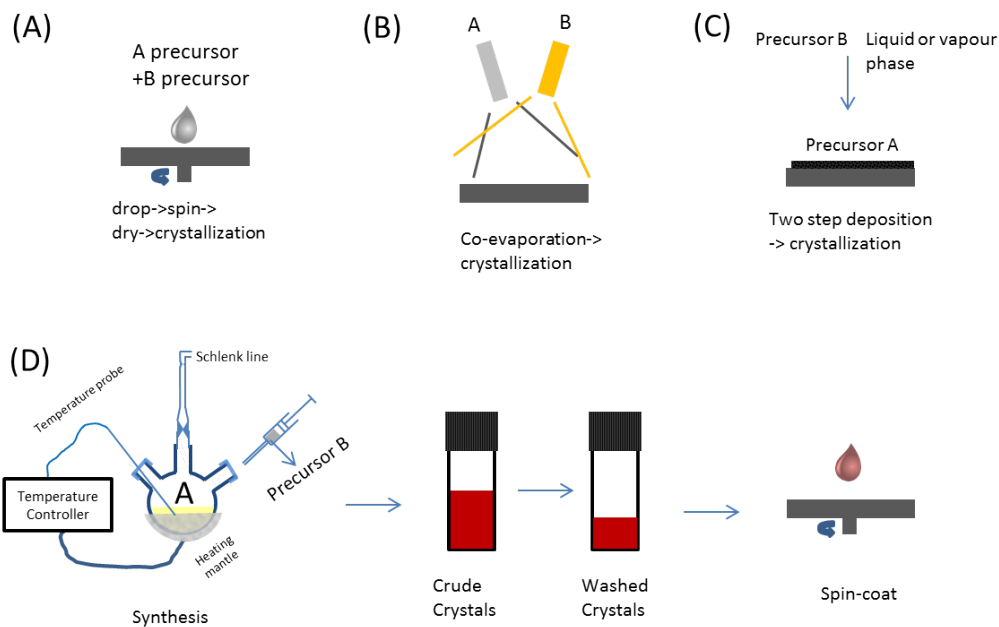 (A)
A precursor
+B precursor
drop->spin->
dry->crystallization
(B)
A
B
Co-evaporation->
crystallization
(C)
Precursor B
Liquid or vapour
phase
Precursor A
Two step deposition
-> crystallization
(D)
Schlenk line
Temperature probe
Precursor B
A
Temperature
Controller
Heating
mantle
Synthesis
Crude
Crystals
Washed
Crystals
Spin-coat